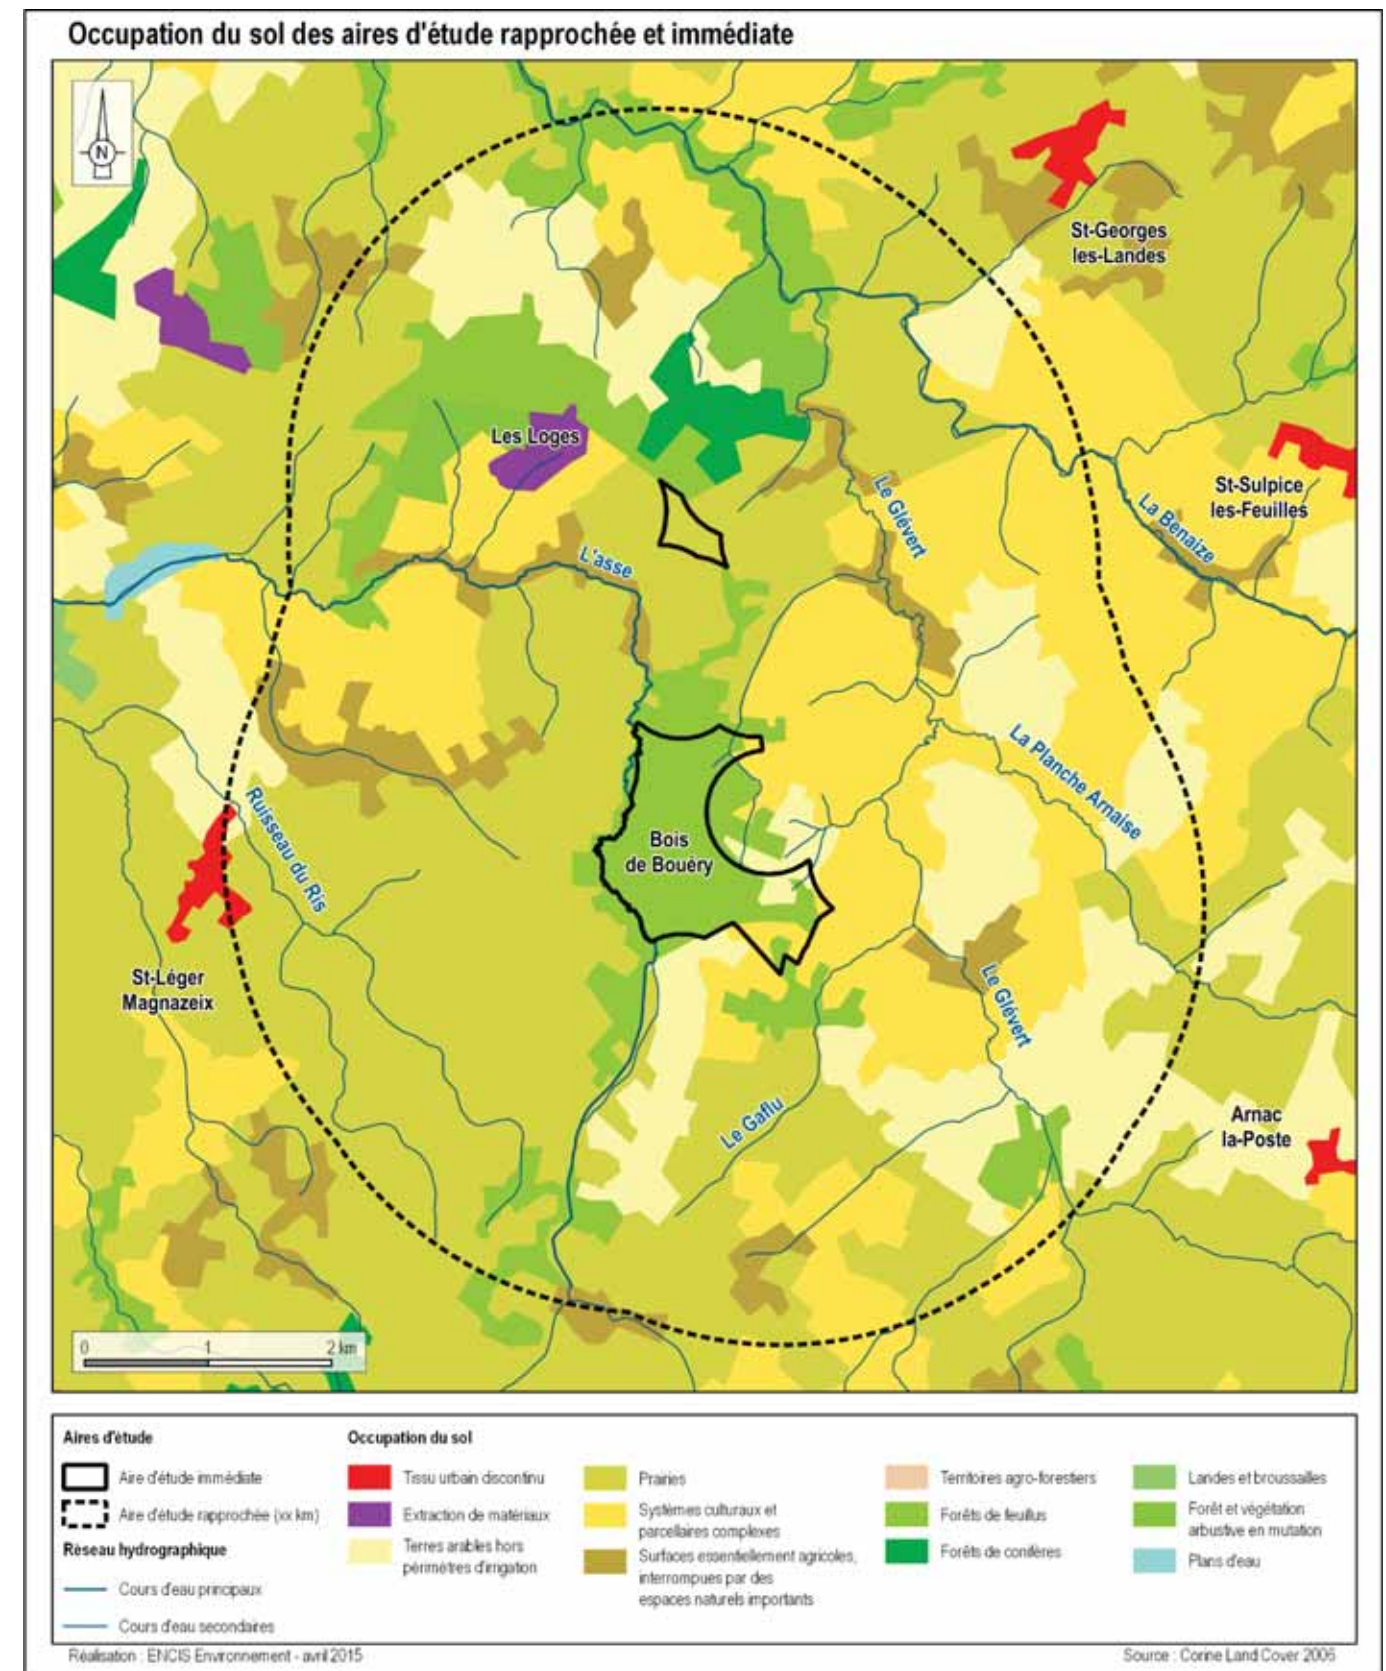 Occupation du sol des aires d'étude rapprochée et immédiate
N
St-Georges
les-Landes
Les Loges
Le Glévert
St-Sulpice
les-Feuilles
La Benaize
L'asse
La Planche Arnaise
Ruisseau du Ris
Bois
de Bouéry
St-Léger
Magnazeix
Le Glévert
Le Gaflu
Arnac
la-Poste
0 1 2 km
Aires d'étude
Aire d'étude immédiate
Aire d'étude rapprochée (xx km)
Réseau hydrographique
Cours d'eau principaux
Cours d'eau secondaires
Occupation du sol
Tissu urbain discontinu
Extraction de matériaux
Terres arables hors
périmètres d'irrigation
Prairies
Systèmes culturaux et
parcellaires complexes
Surfaces essentiellement agricoles,
interrompues par des
espaces naturels importants
Territoires agro-forestiers
Forêts de feuillus
Forêts de conifères
Landes et broussailles
Forêt et végétation
arbustive en mutation
Plans d'eau
Réalisation : ENCIS Environnement - avril 2015
Source : Corine Land Cover 2006